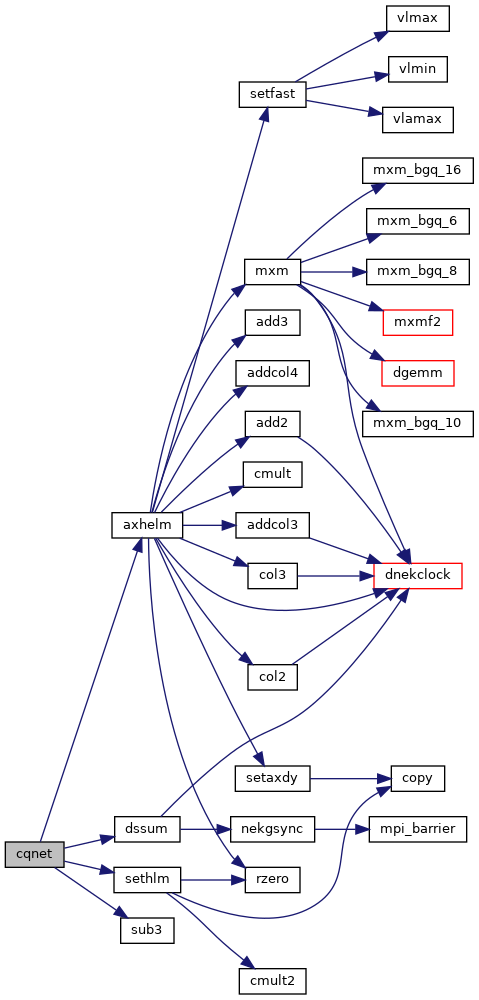 vlmax
vlmin
setfast
vlamax
mxm_bgq_16
mxm_bgq_6
mxm
mxm_bgq_8
add3
mxmf2
addcol4
dgemm
add2
mxm_bgq_10
cmult
axhelm
addcol3
col3
dnekclock
col2
setaxdy
copy
dssum
nekgsync
mpi_barrier
cqnet
sethlm
rzero
sub3
cmult2